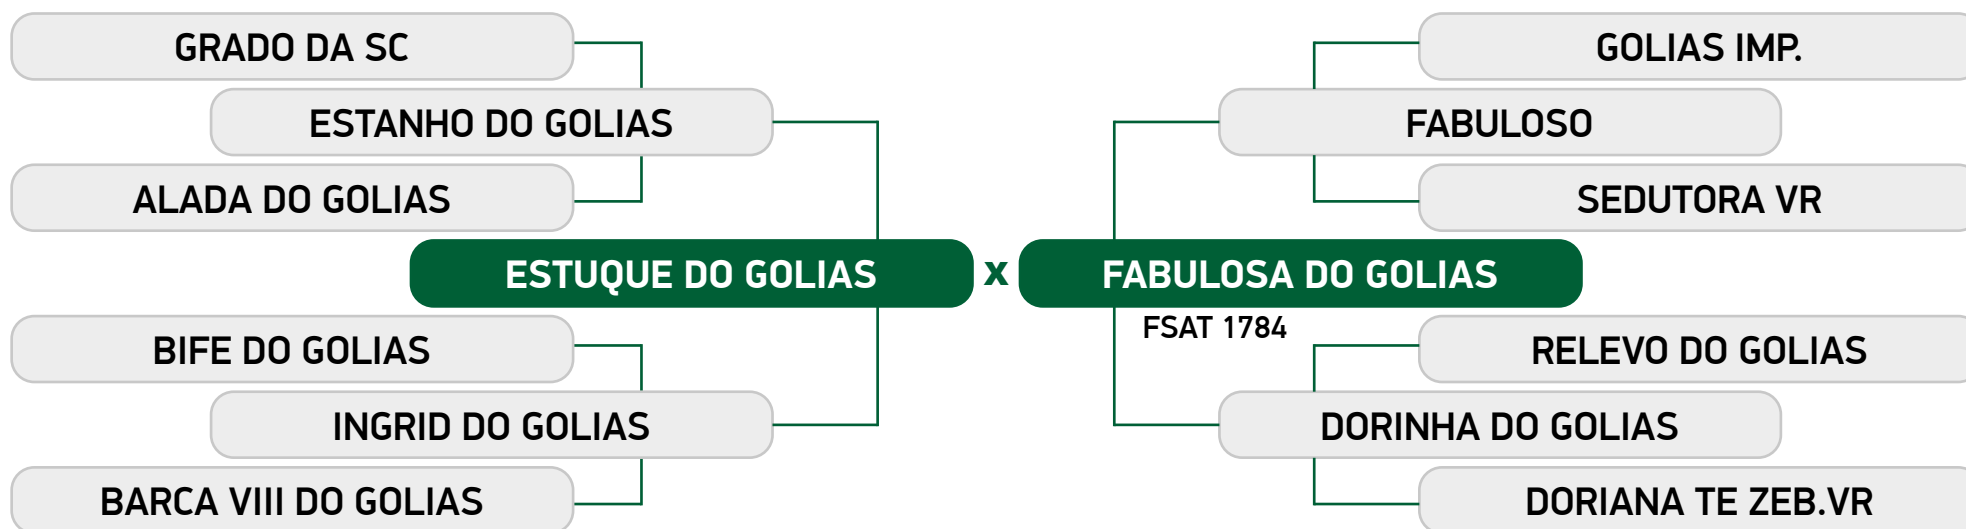 GRADO DA SC
GOLIAS IMP.
ESTANHO DO GOLIAS
FABULOSO
ALADA DO GOLIAS
SEDUTORA VR
ESTUQUE DO GOLIAS x FABULOSA DO GOLIAS
FSAT 1784
BIFE DO GOLIAS
RELEVO DO GOLIAS
INGRID DO GOLIAS
DORINHA DO GOLIAS
BARCA VIII DO GOLIAS
DORIANA TE ZEB.VR